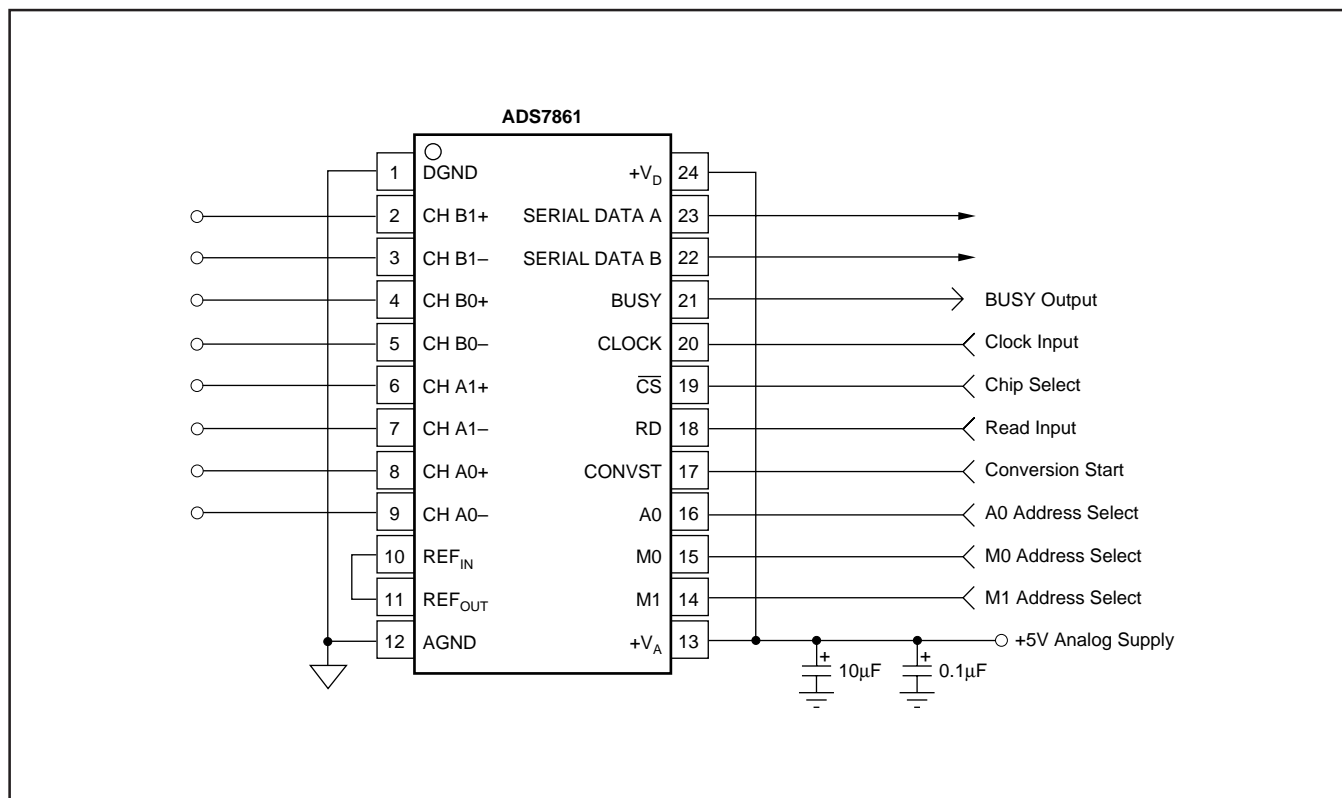 ADS7861
1 DGND +VD 24
2 CH B1+ SERIAL DATA A 23
3 CH B1– SERIAL DATA B 22
4 CH B0+ BUSY 21 BUSY Output
5 CH B0– CLOCK 20 Clock Input
6 CH A1+ CS 19 Chip Select
7 CH A1– RD 18 Read Input
8 CH A0+ CONVST 17 Conversion Start
9 CH A0– A0 16 A0 Address Select
10 REFIN M0 15 M0 Address Select
11 REFOUT M1 14 M1 Address Select
12 AGND +VA 13 +5V Analog Supply
+ 10µF + 0.1µF